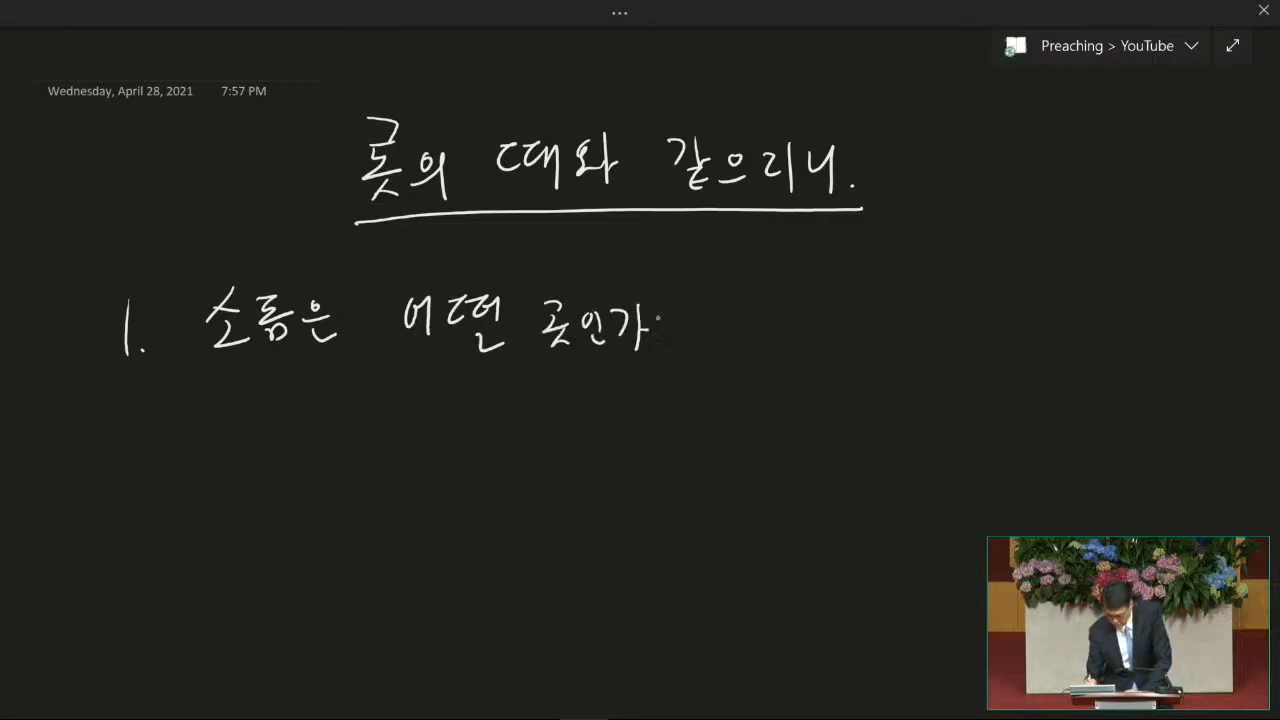 Preaching > YouTube
Wednesday, April 28, 2021 7:57 PM
롯의 때와 같으리니.
1. 소돔은 어떤 곳인가